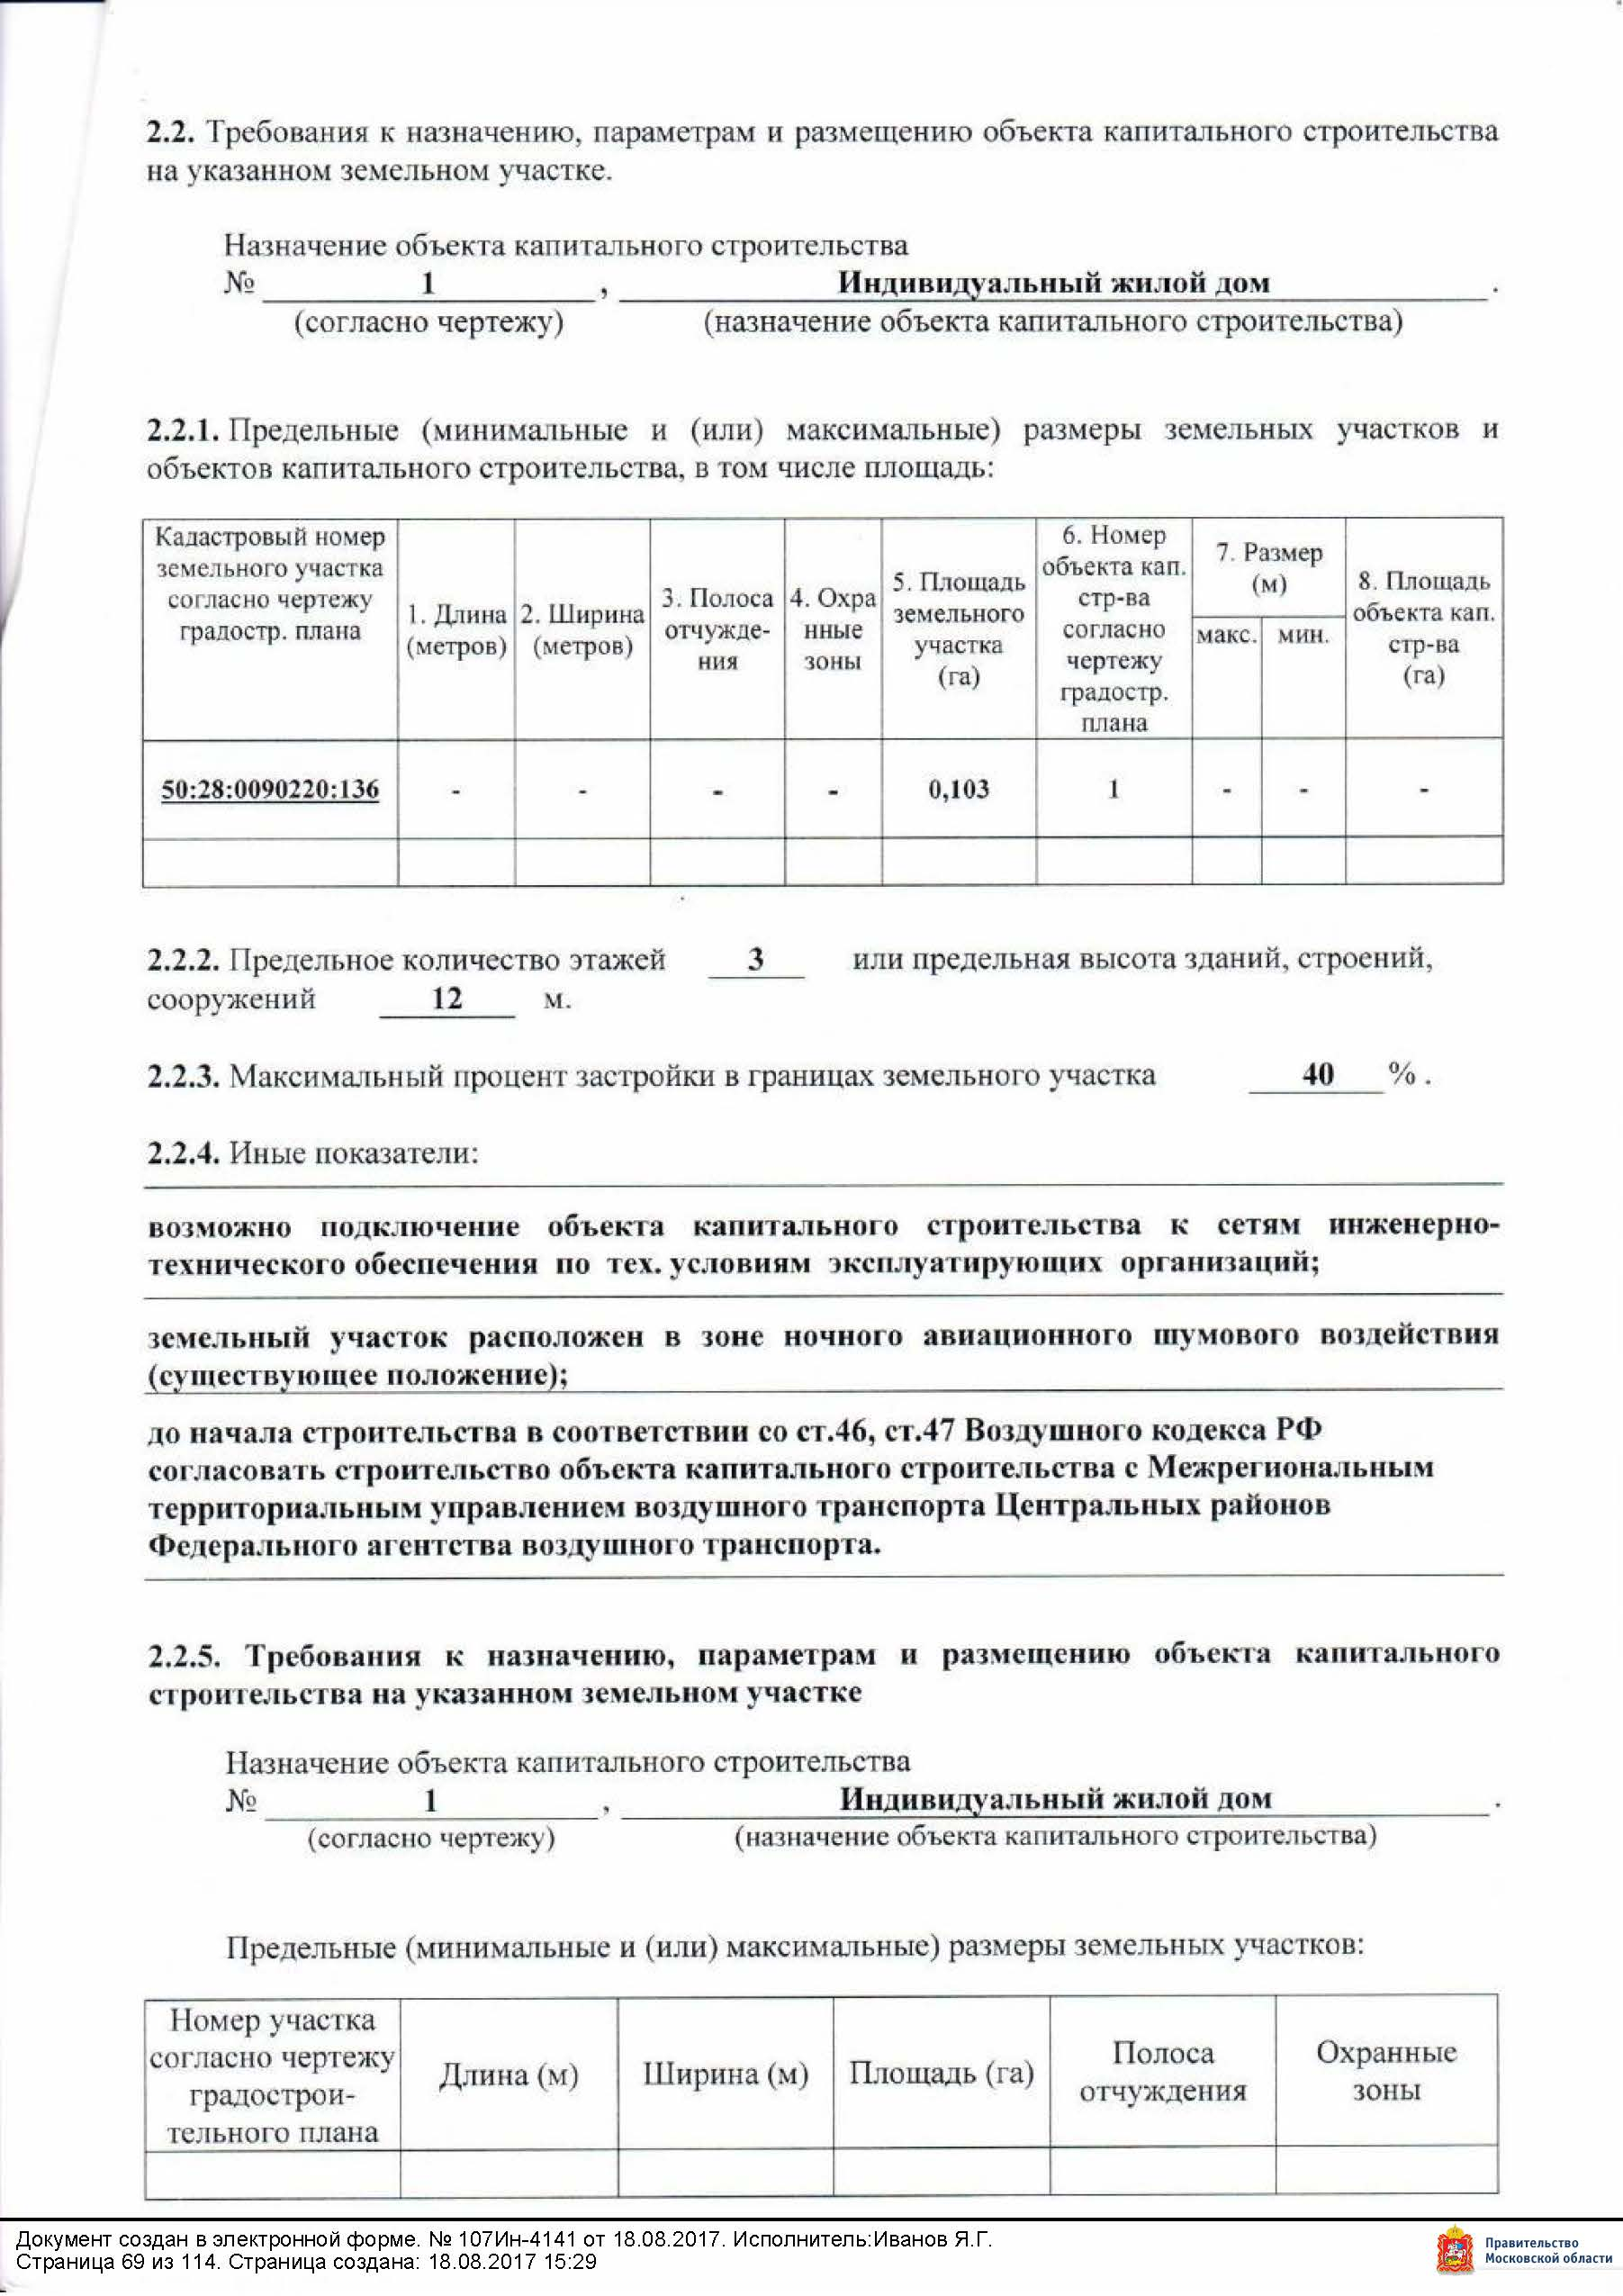 2.2. Требования к назначению, параметрам и размещению объекта капитального строительства
на указанном земельном участке.
Назначение объекта капитального строительства
№ 1 , Индивидуальный жилой дом .
(согласно чертежу) (назначение объекта капитального строительства)
2.2.1. Предельные (минимальные и (или) максимальные) размеры земельных участков и
объектов капитального строительства, в том числе площадь:
Кадастровый номер
земельного участка
согласно чертежу
градостр. плана
1. Длина
(метров)
2. Ширина
(метров)
3. Полоса
отчужде-
ния
4. Охра
нные
зоны
5. Площадь
земельного
участка
(га)
6. Номер
объекта кап.
стр-ва
согласно
чертежу
градостр.
плана
7. Размер
(м)
макс. мин.
8. Площадь
объекта кап.
стр-ва
(га)
50:28:0090220:136 - - - - 0,103 1 - - -
2.2.2. Предельное количество этажей 3 или предельная высота зданий, строений,
сооружений 12 м.
2.2.3. Максимальный процент застройки в границах земельного участка 40 % .
2.2.4. Иные показатели:
возможно подключение объекта капитального строительства к сетям инженерно-
технического обеспечения по тех. условиям эксплуатирующих организаций;
земельный участок расположен в зоне ночного авиационного шумового воздействия
(существующее положение);
до начала строительства в соответствии со ст.46, ст.47 Воздушного кодекса РФ
согласовать строительство объекта капитального строительства с Межрегиональным
территориальным управлением воздушного транспорта Центральных районов
Федерального агентства воздушного транспорта.
2.2.5. Требования к назначению, параметрам и размещению объекта капитального
строительства на указанном земельном участке
Назначение объекта капитального строительства
№ 1 , Индивидуальный жилой дом .
(согласно чертежу) (назначение объекта капитального строительства)
Предельные (минимальные и (или) максимальные) размеры земельных участков:
Номер участка
согласно чертежу
градострои-
тельного плана
Длина (м)
Ширина (м)
Площадь (га)
Полоса
отчуждения
Охранные
зоны
Документ создан в электронной форме. № 107Ин-4141 от 18.08.2017. Исполнитель:Иванов Я.Г.
Страница 69 из 114. Страница создана: 18.08.2017 15:29
Правительство
Московской области